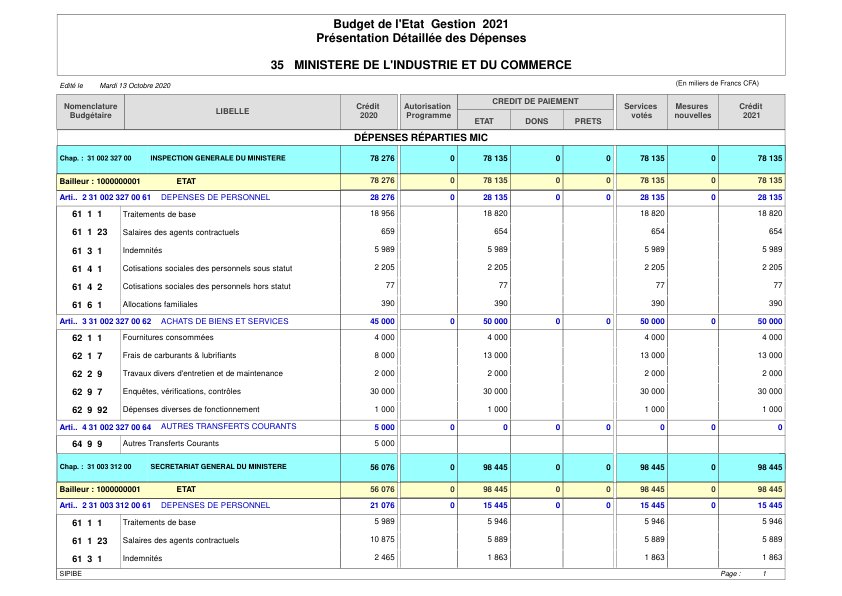 Budget de l'Etat Gestion 2021
Présentation Détaillée des Dépenses
35 MINISTERE DE L'INDUSTRIE ET DU COMMERCE
Edité le Mardi 13 Octobre 2020 (En miliers de Francs CFA)
Nomenclature Budgétaire LIBELLE Crédit 2020 Autorisation Programme CREDIT DE PAIEMENT ETAT DONS PRETS Services votés Mesures nouvelles Crédit 2021
DÉPENSES RÉPARTIES MIC
Chap. : 31 002 327 00 INSPECTION GENERALE DU MINISTERE 78 276 0 78 135 0 0 78 135 0 78 135
Bailleur : 1000000001 ETAT 78 276 0 78 135 0 0 78 135 0 78 135
Arti.. 2 31 002 327 00 61 DEPENSES DE PERSONNEL 28 276 0 28 135 0 0 28 135 0 28 135
61 1 1 Traitements de base 18 956 18 820 18 820 18 820
61 1 23 Salaires des agents contractuels 659 654 654 654
61 3 1 Indemnités 5 989 5 989 5 989 5 989
61 4 1 Cotisations sociales des personnels sous statut 2 205 2 205 2 205 2 205
61 4 2 Cotisations sociales des personnels hors statut 77 77 77 77
61 6 1 Allocations familiales 390 390 390 390
Arti.. 3 31 002 327 00 62 ACHATS DE BIENS ET SERVICES 45 000 0 50 000 0 0 50 000 0 50 000
62 1 1 Fournitures consommées 4 000 4 000 4 000 4 000
62 1 7 Frais de carburants & lubrifiants 8 000 13 000 13 000 13 000
62 2 9 Travaux divers d'entretien et de maintenance 2 000 2 000 2 000 2 000
62 9 7 Enquêtes, vérifications, contrôles 30 000 30 000 30 000 30 000
62 9 92 Dépenses diverses de fonctionnement 1 000 1 000 1 000 1 000
Arti.. 4 31 002 327 00 64 AUTRES TRANSFERTS COURANTS 5 000 0 0 0 0 0 0 0
64 9 9 Autres Transferts Courants 5 000
Chap. : 31 003 312 00 SECRETARIAT GENERAL DU MINISTERE 56 076 0 98 445 0 0 98 445 0 98 445
Bailleur : 1000000001 ETAT 56 076 0 98 445 0 0 98 445 0 98 445
Arti.. 2 31 003 312 00 61 DEPENSES DE PERSONNEL 21 076 0 15 445 0 0 15 445 0 15 445
61 1 1 Traitements de base 5 989 5 946 5 946 5 946
61 1 23 Salaires des agents contractuels 10 875 5 889 5 889 5 889
61 3 1 Indemnités 2 465 1 863 1 863 1 863
SIPIBE Page : 1